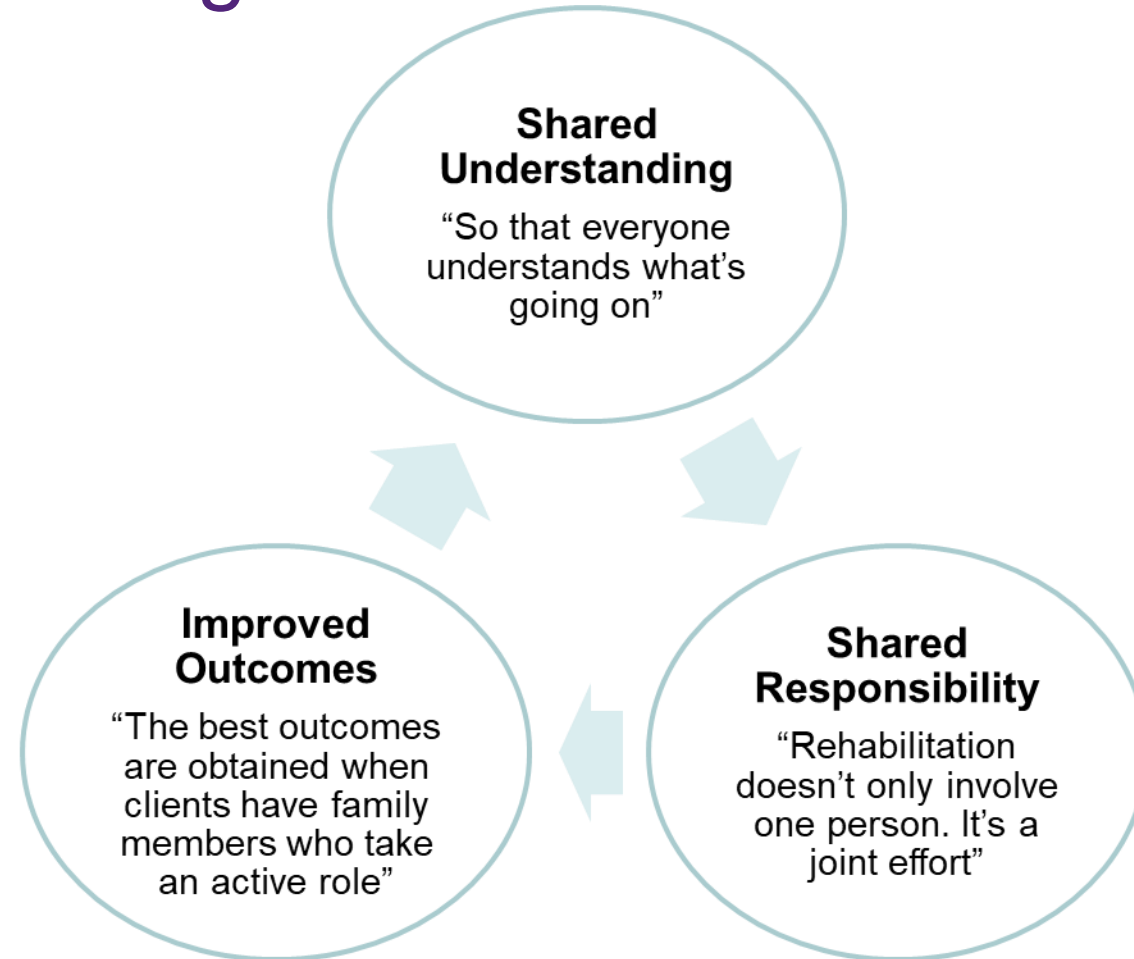 Shared
Understanding
“So that everyone
understands what’s
going on”
Improved
Outcomes
“The best outcomes
are obtained when
clients have family
members who take
an active role”
Shared
Responsibility
“Rehabilitation
doesn’t only involve
one person. It’s a
joint effort”